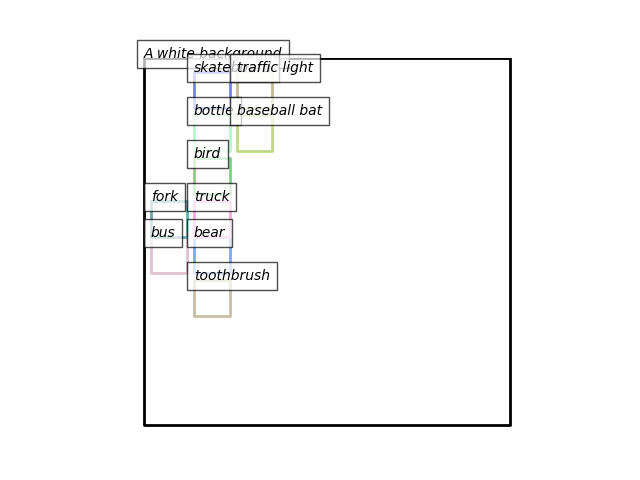 A white background
skate
traffic light
bottle
baseball bat
bird
fork
truck
bus
bear
toothbrush